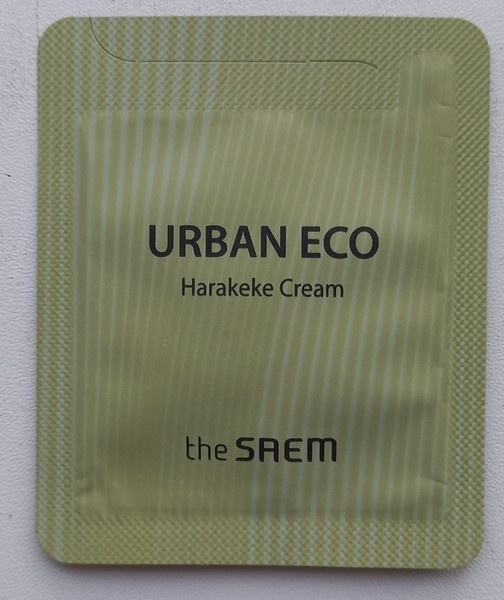 URBAN ECO
Harakeke Cream
the SAEM